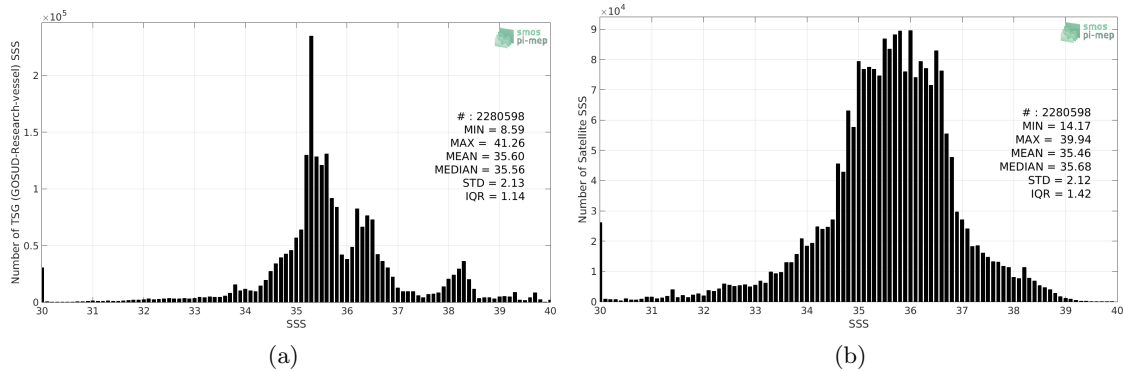 ×10⁵
Number of TSG (GOSUD-Research-vessel) SSS
2
1.5
1
0.5
0
smos
pi-mep
# : 2280598
MIN = 8.59
MAX = 41.26
MEAN = 35.60
MEDIAN = 35.56
STD = 2.13
IQR = 1.14
30 31 32 33 34 35 36 37 38 39 40
SSS
(a)
×10⁴
Number of Satellite SSS
9
8
7
6
5
4
3
2
1
0
smos
pi-mep
# : 2280598
MIN = 14.17
MAX = 39.94
MEAN = 35.46
MEDIAN = 35.68
STD = 2.12
IQR = 1.42
30 31 32 33 34 35 36 37 38 39 40
SSS
(b)